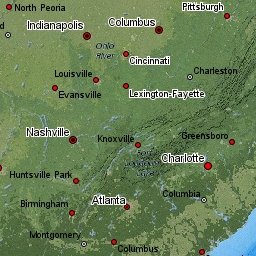 North Peoria
Pittsburgh
Columbus
Indianapolis
Ohio
River
Cincinnati
Charleston
Louisville
Evansville
Lexington-Fayette
Nashville
Knoxville
Greensboro
Charlotte
Huntsville Park
Columbia
Atlanta
Birmingham
Montgomery
Columbus